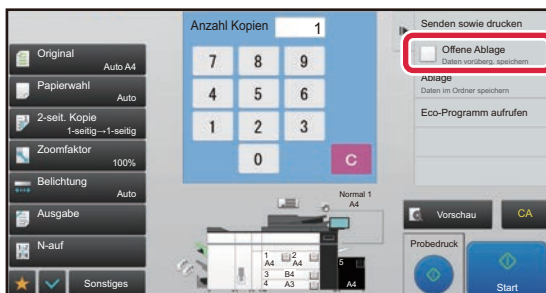 Anzahl Kopien
1
Original
Auto A4
Papierwahl
Auto
2-seit. Kopie
1-seitig→1-seitig
Zoomfaktor
100%
Belichtung
Auto
Ausgabe
N-auf
Sonstiges
7 8 9
4 5 6
1 2 3
0 C
Normal 1
A4
1 A4
2 A4
3 B4
4 A3
5
A4
Senden sowie drucken
Offene Ablage
Daten vorüberg. speichern
Ablage
Daten im Ordner speichern
Eco-Programm aufrufen
Vorschau
CA
Probedruck
Start